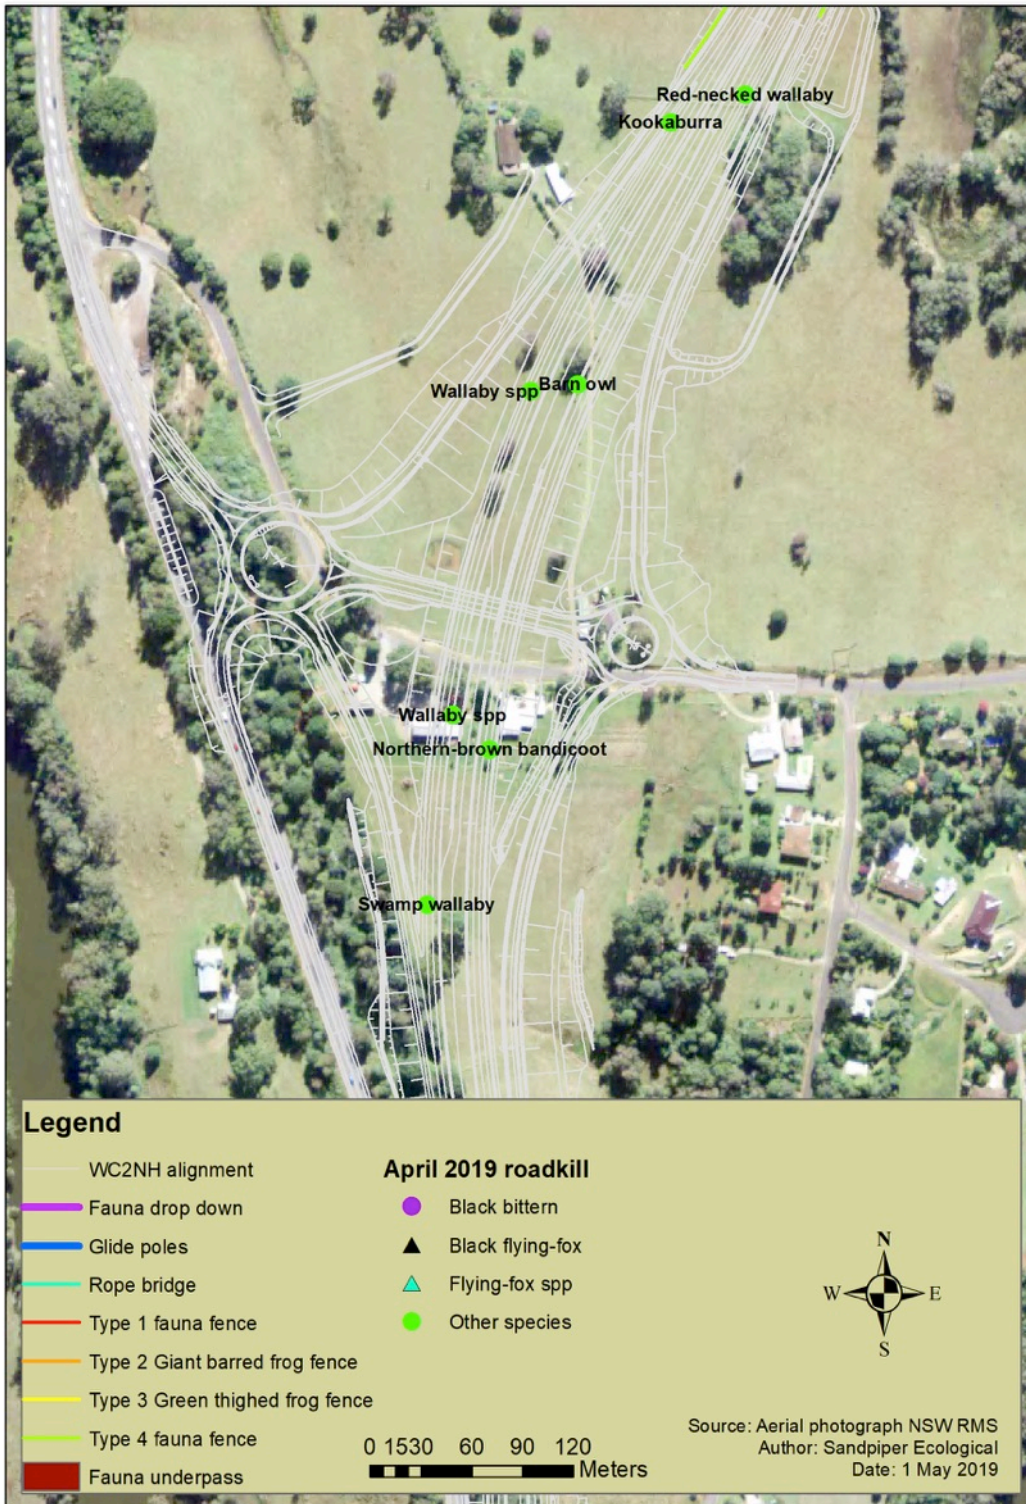 Red-necked wallaby
Kookaburra
Wallaby spp
Barn owl
Wallaby spp
Northern-brown bandicoot
Swamp wallaby
Legend
WC2NH alignment
Fauna drop down
Glide poles
Rope bridge
Type 1 fauna fence
Type 2 Giant barred frog fence
Type 3 Green thighed frog fence
Type 4 fauna fence
Fauna underpass
April 2019 roadkill
Black bittern
Black flying-fox
Flying-fox spp
Other species
N
W E
S
0 15 30 60 90 120
Meters
Source: Aerial photograph NSW RMS
Author: Sandpiper Ecological
Date: 1 May 2019